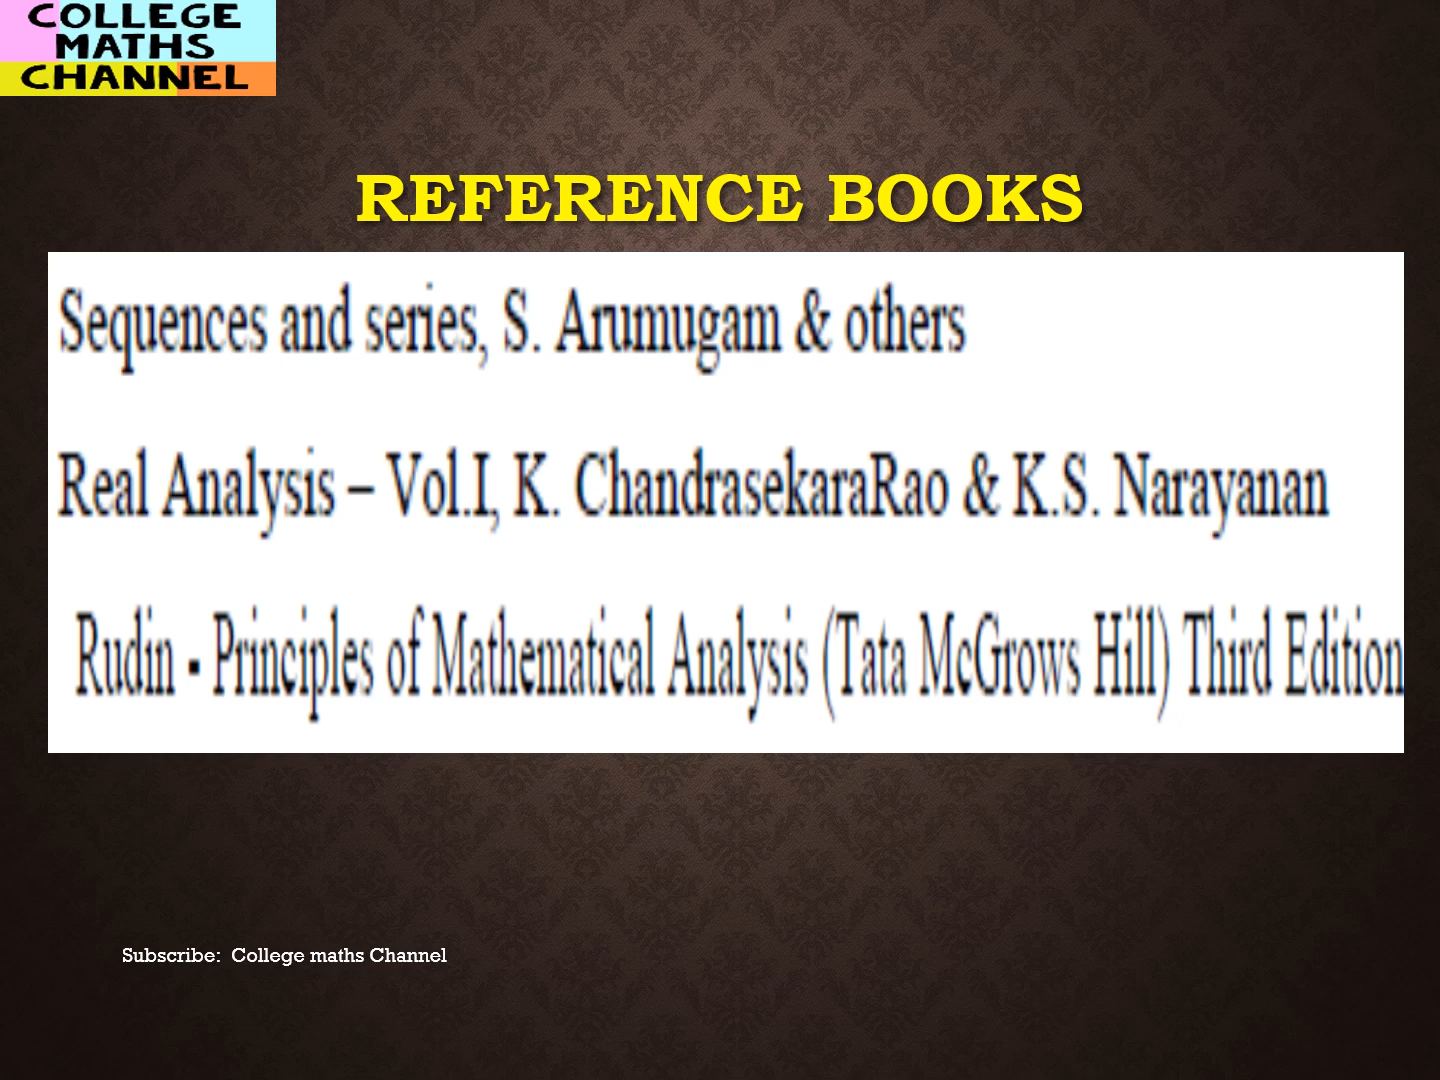 COLLEGE
MATHS
CHANNEL
REFERENCE BOOKS
Sequences and series, S. Arumugam & others
Real Analysis – Vol.I, K. ChandrasekaraRao & K.S. Narayanan
Rudin - Principles of Mathematical Analysis (Tata McGrows Hill) Third Edition
Subscribe: College maths Channel